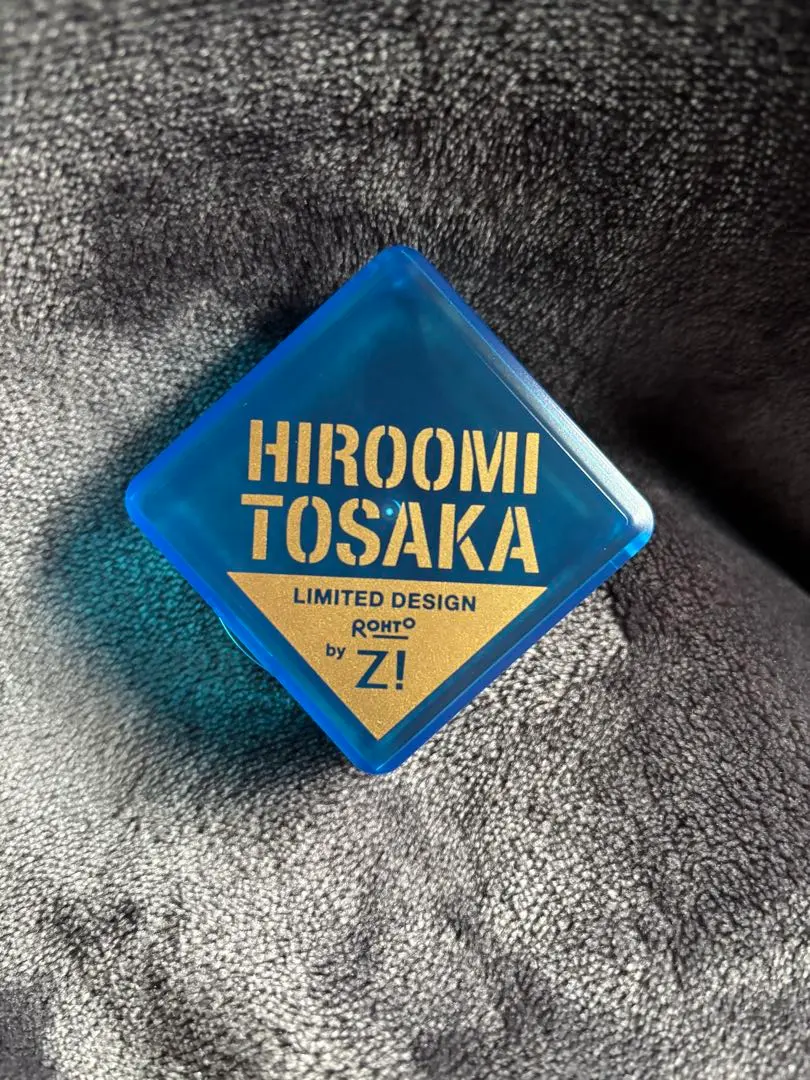 HIROOMI
TOSAKA
LIMITED DESIGN
ROHTO
by Z!